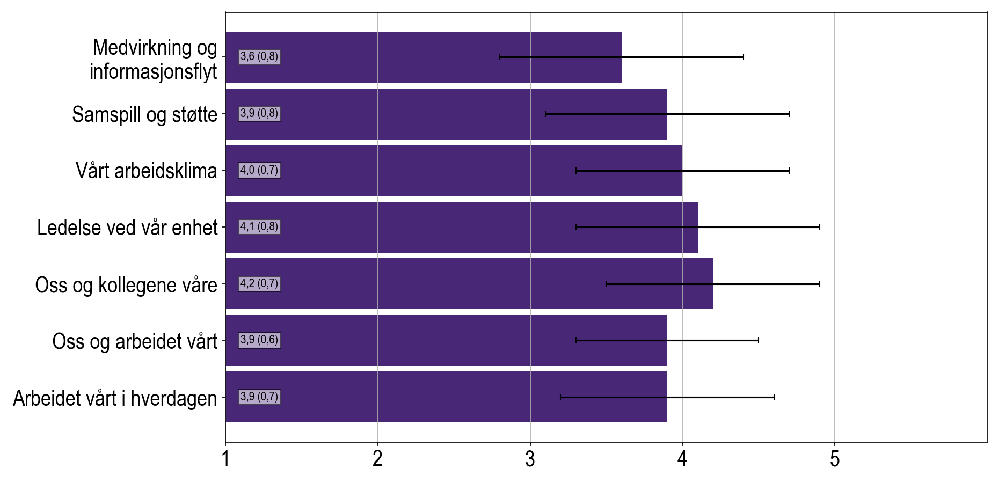 Medvirkning og
informasjonsflyt
3,6 (0,8)
Samspill og støtte
3,9 (0,8)
Vårt arbeidsklima
4,0 (0,7)
Ledelse ved vår enhet
4,1 (0,8)
Oss og kollegene våre
4,2 (0,7)
Oss og arbeidet vårt
3,9 (0,6)
Arbeidet vårt i hverdagen
3,9 (0,7)
1 2 3 4 5